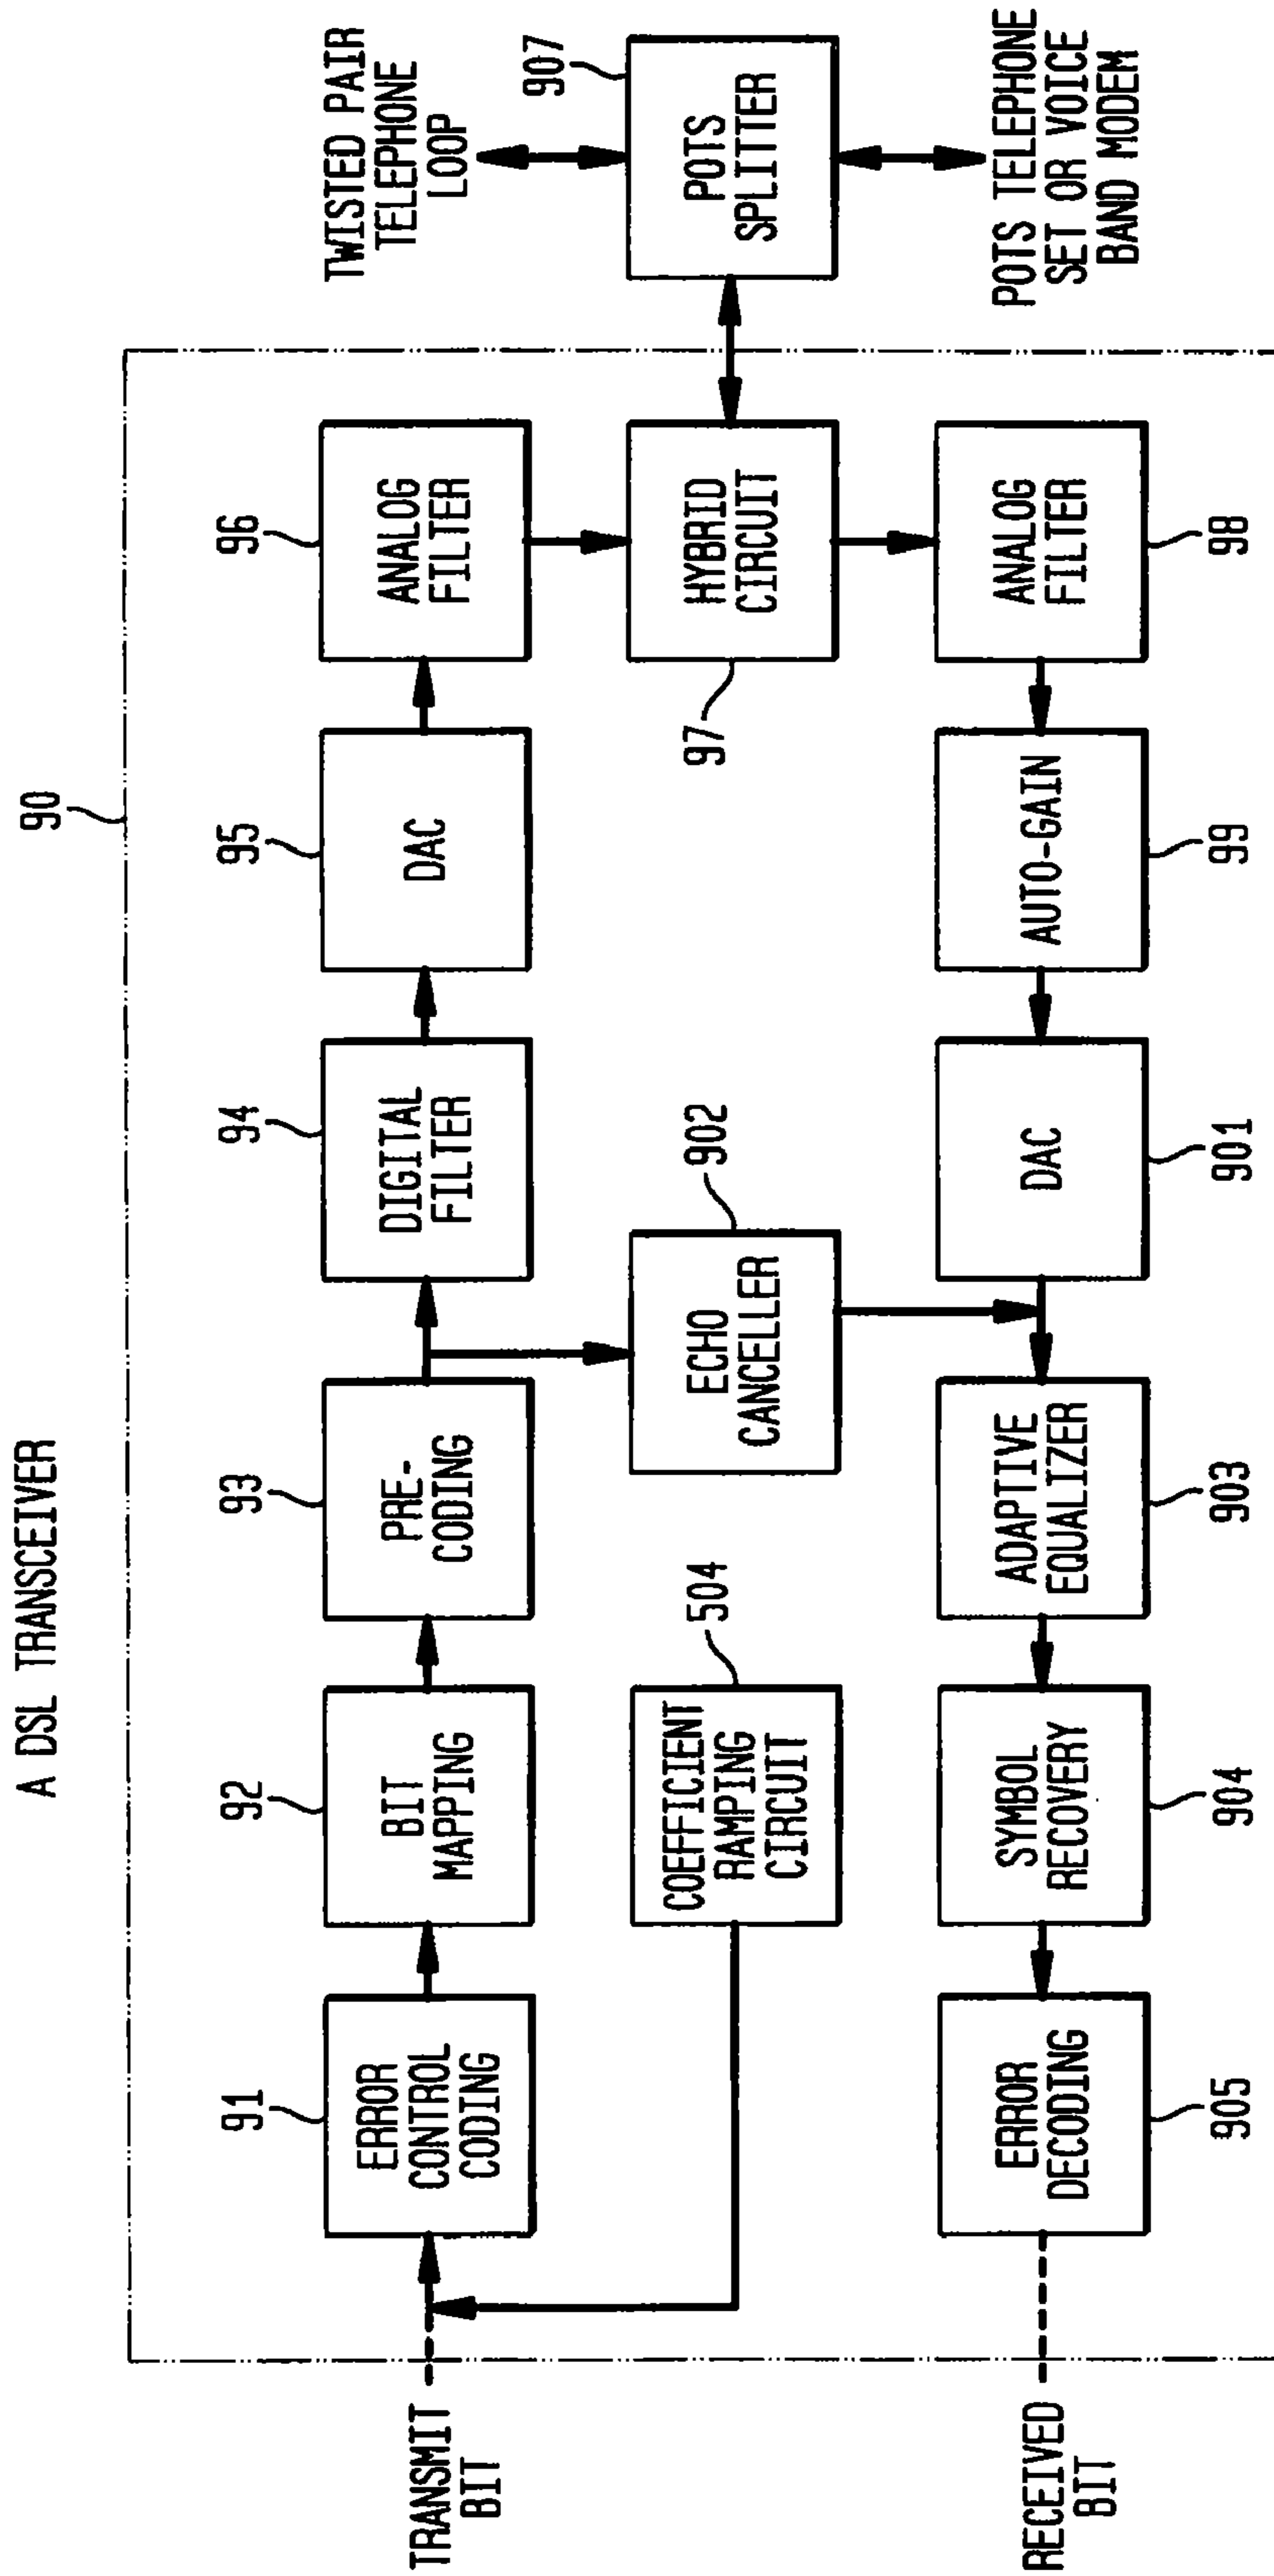 A DSL TRANSCEIVER
90
TRANSMIT
BIT
91
ERROR
CONTROL
CODING
92
BIT
MAPPING
93
PRE-
CODING
94
DIGITAL
FILTER
95
DAC
96
ANALOG
FILTER
TWISTED PAIR
TELEPHONE
LOOP
COEFFICIENT
RAMPING
CIRCUIT
504
ECHO
CANCELLER
902
HYBRID
CIRCUIT
97
POTS
SPLITTER
907
RECEIVED
BIT
ERROR
DECODING
905
SYMBOL
RECOVERY
904
ADAPTIVE
EQUALIZER
903
DAC
901
AUTO-GAIN
99
ANALOG
FILTER
98
POTS TELEPHONE
SET OR VOICE
BAND MODEM